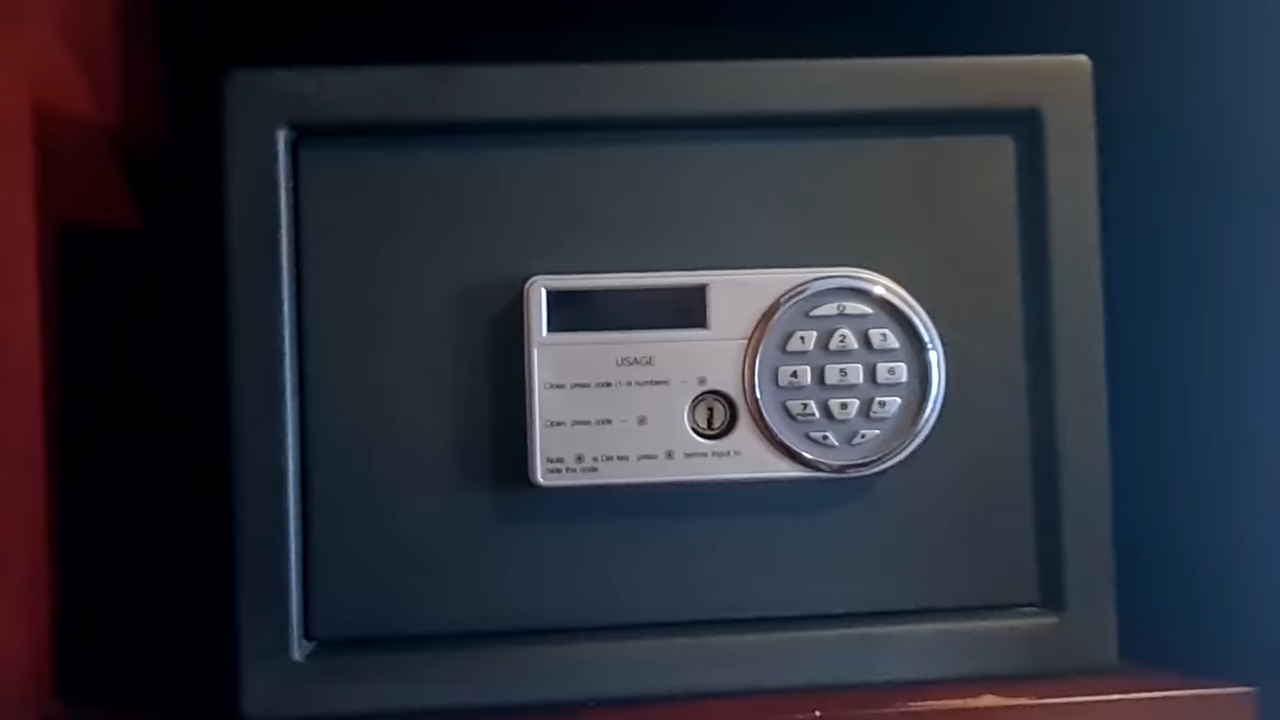 0
1 2 3
4 5 6
7 8 9
USAGE
Close: press code (1-9 numbers) —
Open: press code —
Note: is Del key, press before input to
hide the code.